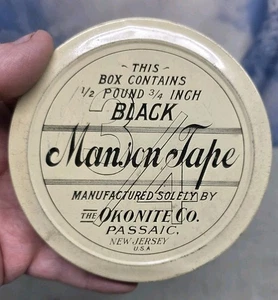 THIS
BOX CONTAINS
1/2 POUND 3/4 INCH
BLACK
3/4
Manson Tape
MANUFACTURED SOLELY BY
THE OKONITE CO.
PASSAIC,
NEW JERSEY
U.S.A.